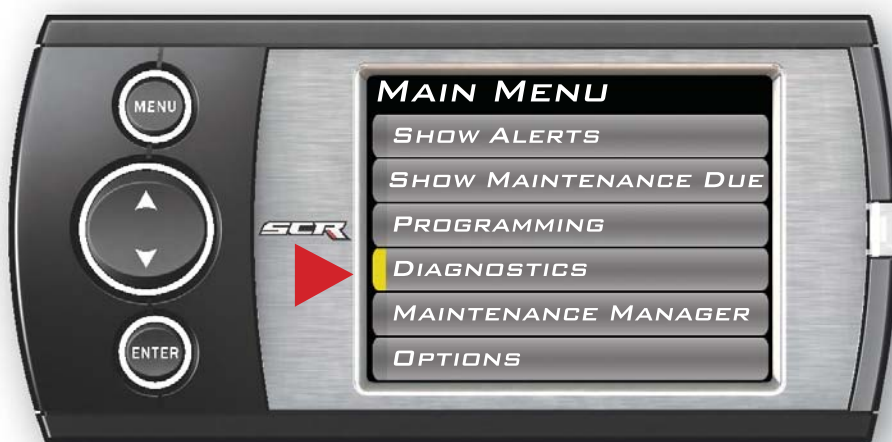 MENU
ENTER
SCR
MAIN MENU
SHOW ALERTS
SHOW MAINTENANCE DUE
PROGRAMMING
DIAGNOSTICS
MAINTENANCE MANAGER
OPTIONS